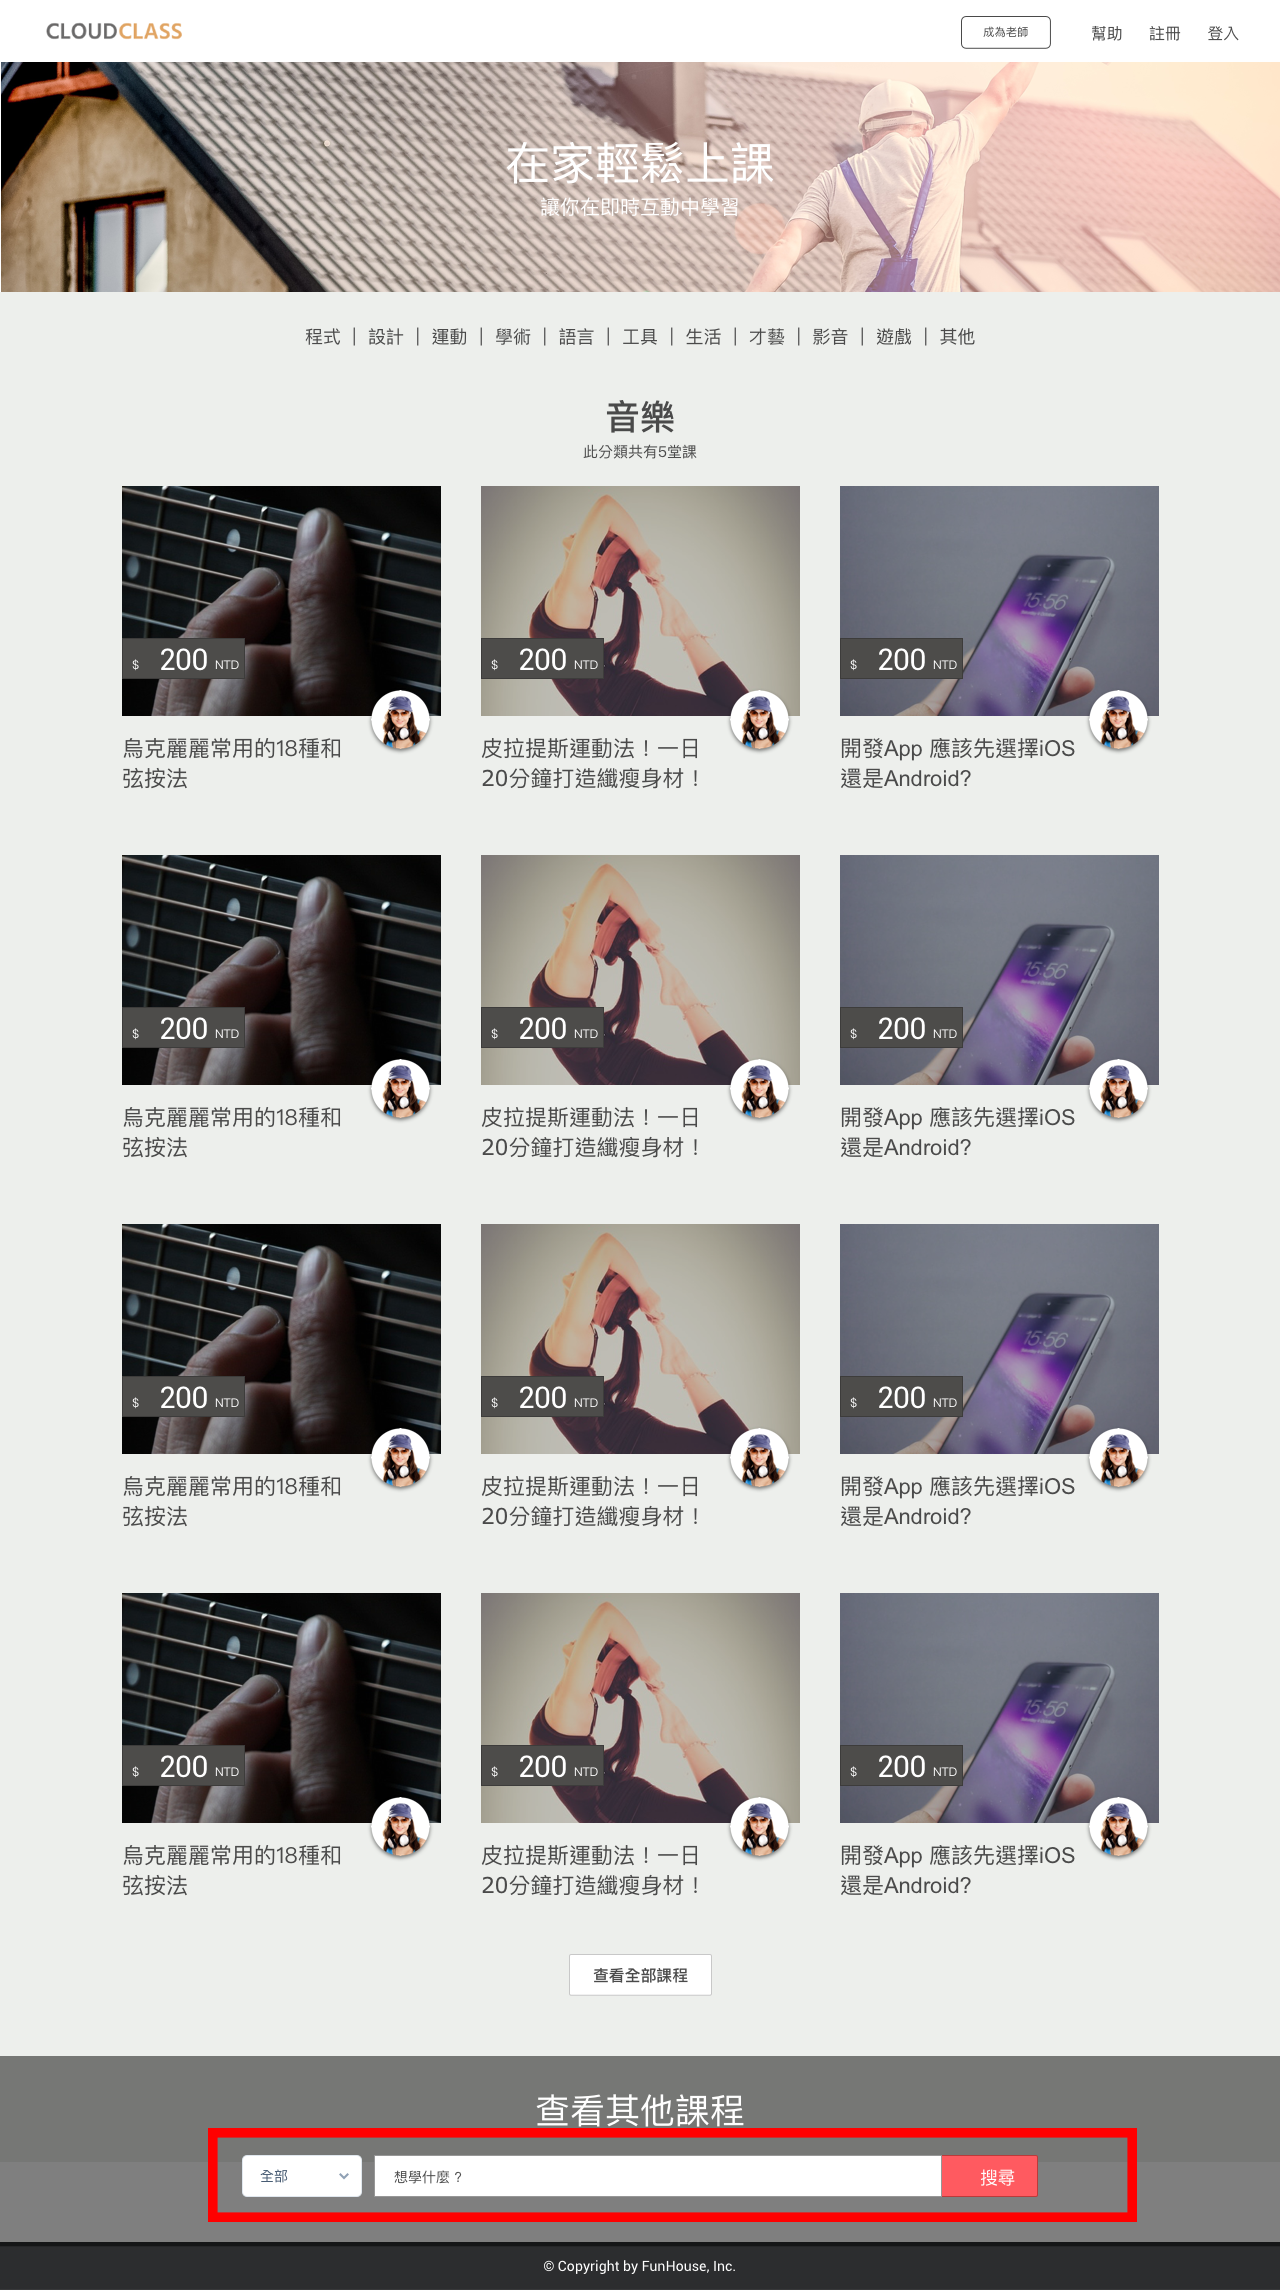 CLOUDCLASS
成為老師 幫助 註冊 登入
在家輕鬆上課
讓你在即時互動中學習
程式 | 設計 | 運動 | 學術 | 語言 | 工具 | 生活 | 才藝 | 影音 | 遊戲 | 其他
音樂
此分類共有5堂課
15:56
$ 200 NTD $ 200 NTD $ 200 NTD
烏克麗麗常用的18種和 皮拉提斯運動法！一日 開發App 應該先選擇iOS
弦按法 20分鐘打造纖瘦身材！ 還是Android?
15:56
$ 200 NTD $ 200 NTD $ 200 NTD
烏克麗麗常用的18種和 皮拉提斯運動法！一日 開發App 應該先選擇iOS
弦按法 20分鐘打造纖瘦身材！ 還是Android?
15:56
$ 200 NTD $ 200 NTD $ 200 NTD
烏克麗麗常用的18種和 皮拉提斯運動法！一日 開發App 應該先選擇iOS
弦按法 20分鐘打造纖瘦身材！ 還是Android?
15:56
$ 200 NTD $ 200 NTD $ 200 NTD
烏克麗麗常用的18種和 皮拉提斯運動法！一日 開發App 應該先選擇iOS
弦按法 20分鐘打造纖瘦身材！ 還是Android?
查看全部課程
查看其他課程
全部 想學什麼？ 搜尋
© Copyright by FunHouse, Inc.